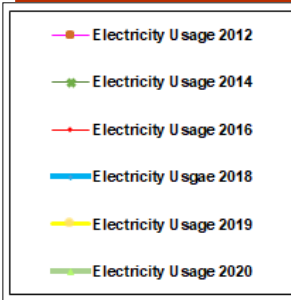 Electricity Usage 2012
Electricity Usage 2014
Electricity Usage 2016
Electricity Usgae 2018
Electricity Usage 2019
Electricity Usage 2020